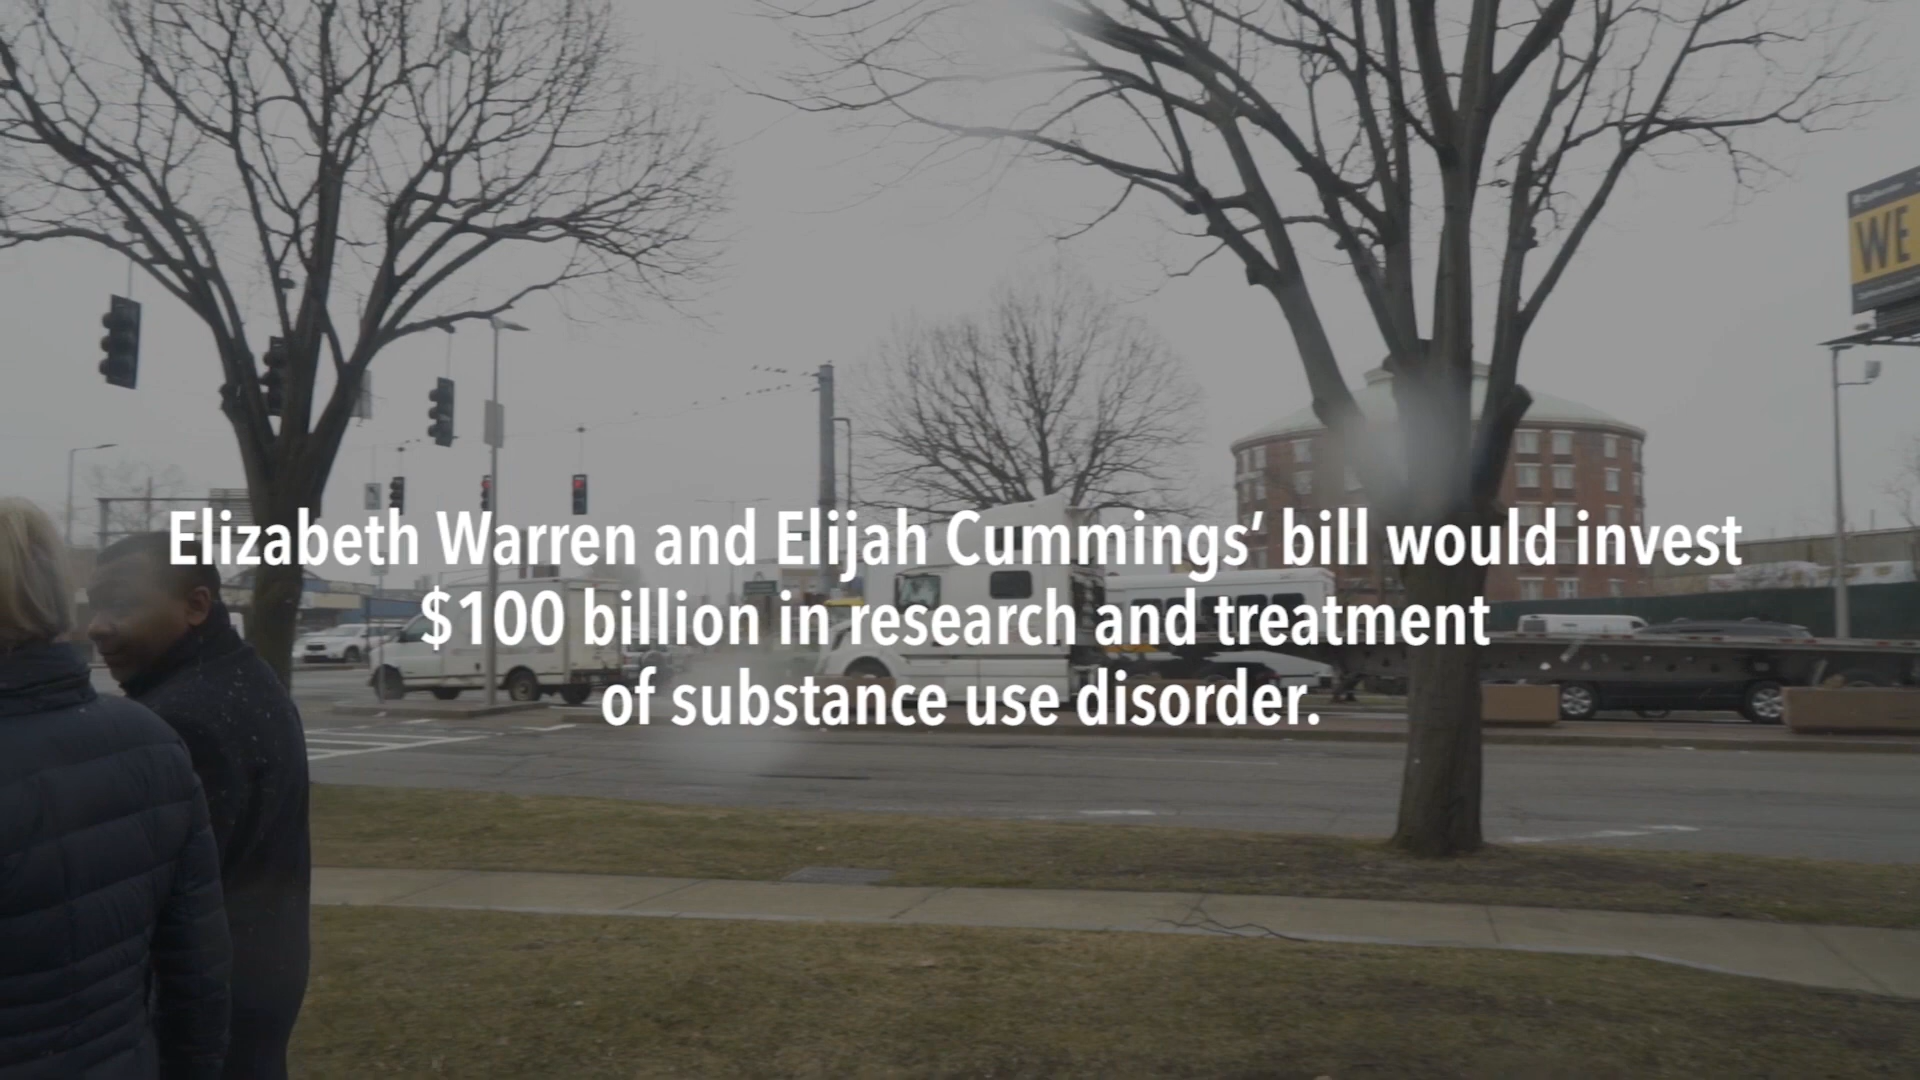 WE
Elizabeth Warren and Elijah Cummings’ bill would invest
$100 billion in research and treatment
of substance use disorder.